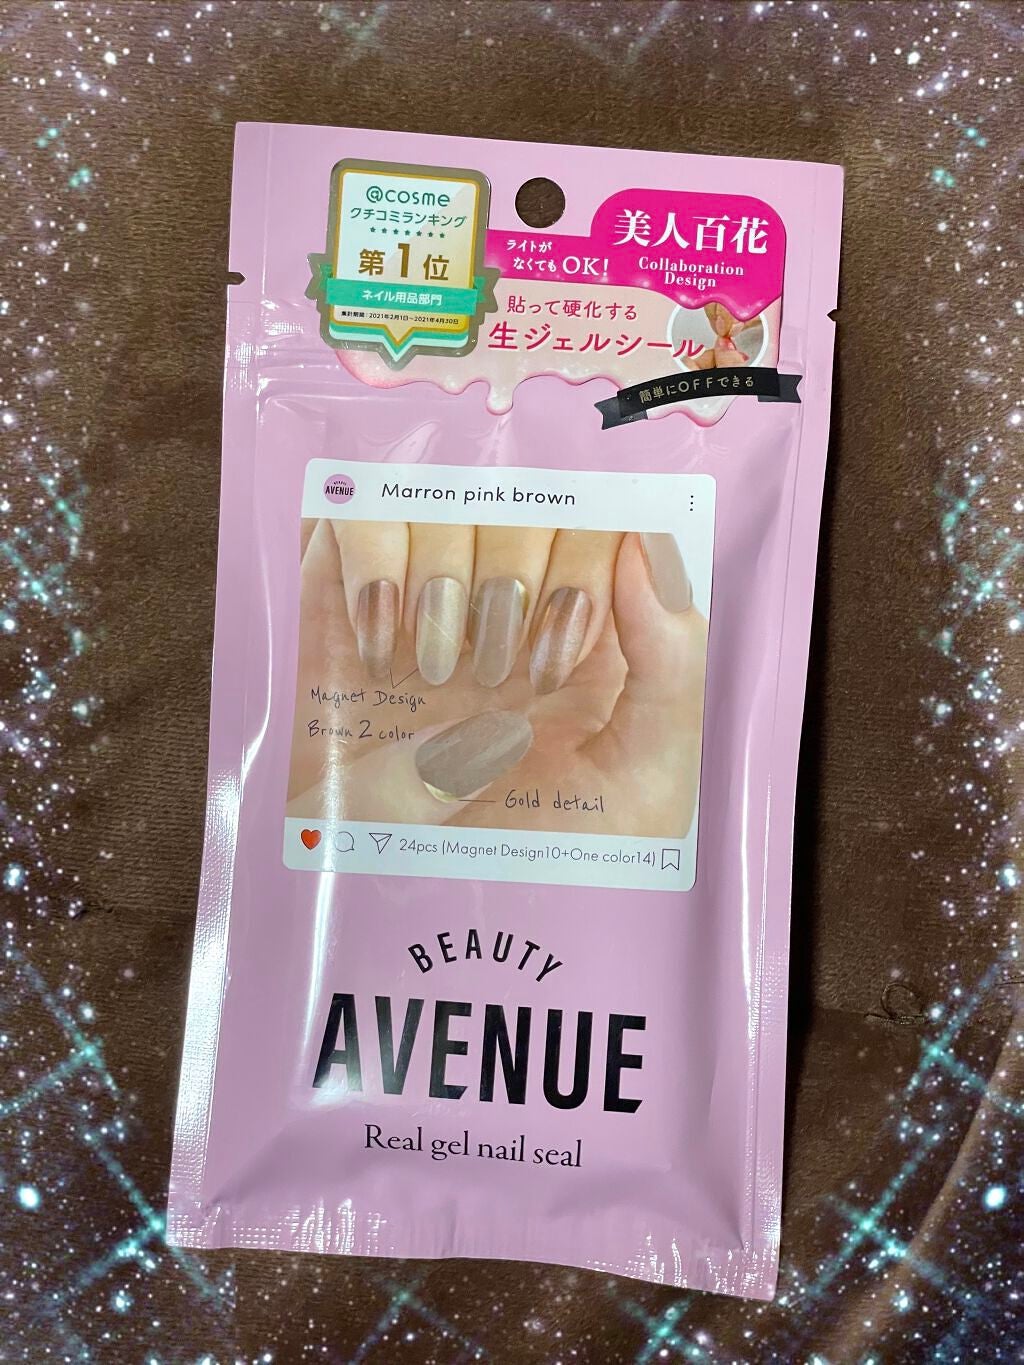 @cosme
クチコミランキング
★★★★★★★
第1位
ネイル用品部門
集計期間:2021年2月1日~2021年4月30日
ライトが
なくてもOK!
美人百花
Collaboration
Design
貼って硬化する
生ジェルシール
簡単にOFFできる
AVENUE
Marron pink brown
Magnet Design
Brown 2 color
Gold detail
24pcs (Magnet Design10+One color14)
BEAUTY
AVENUE
Real gel nail seal